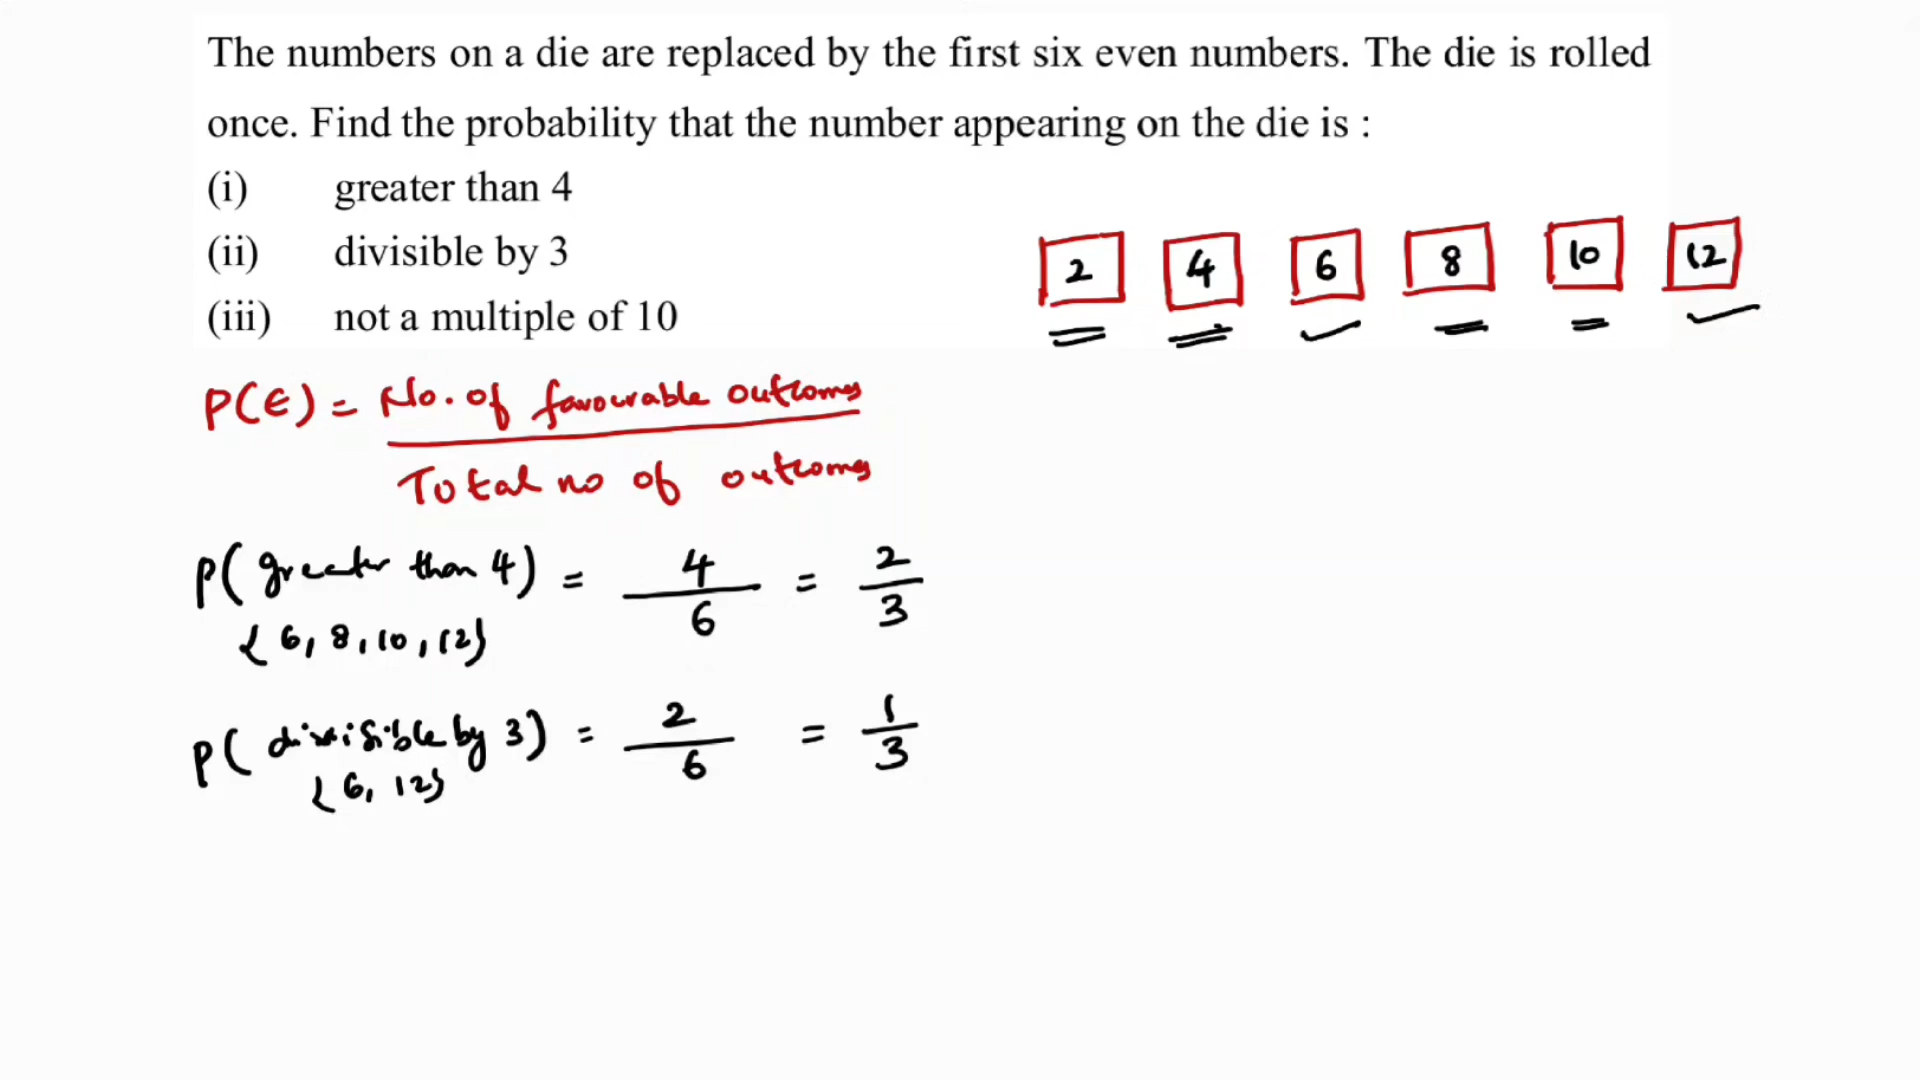 The numbers on a die are replaced by the first six even numbers. The die is rolled
once. Find the probability that the number appearing on the die is :
(i) greater than 4
(ii) divisible by 3
(iii) not a multiple of 10
2 4 6 8 10 12
P(E) = No. of favourable outcomes
Total no of outcomes
P( greater than 4) = 4/6 = 2/3
{ 6, 8, 10, 12}
P( divisible by 3) = 2/6 = 1/3
{ 6, 12}